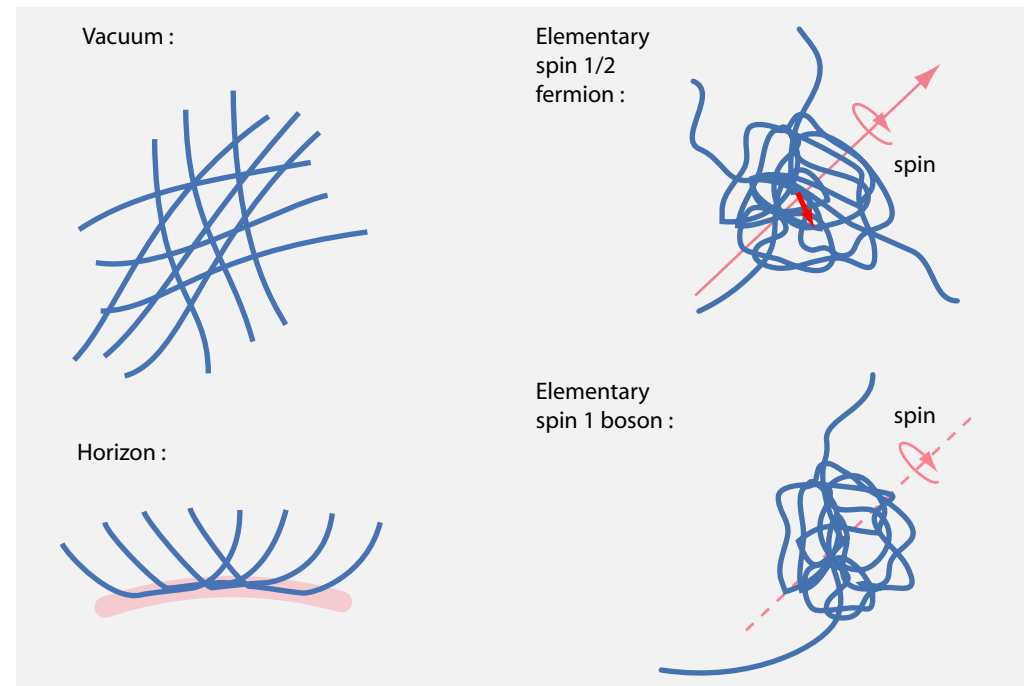 Vacuum :
Elementary
spin 1/2
fermion :
spin
Elementary
spin 1 boson :
spin
Horizon :